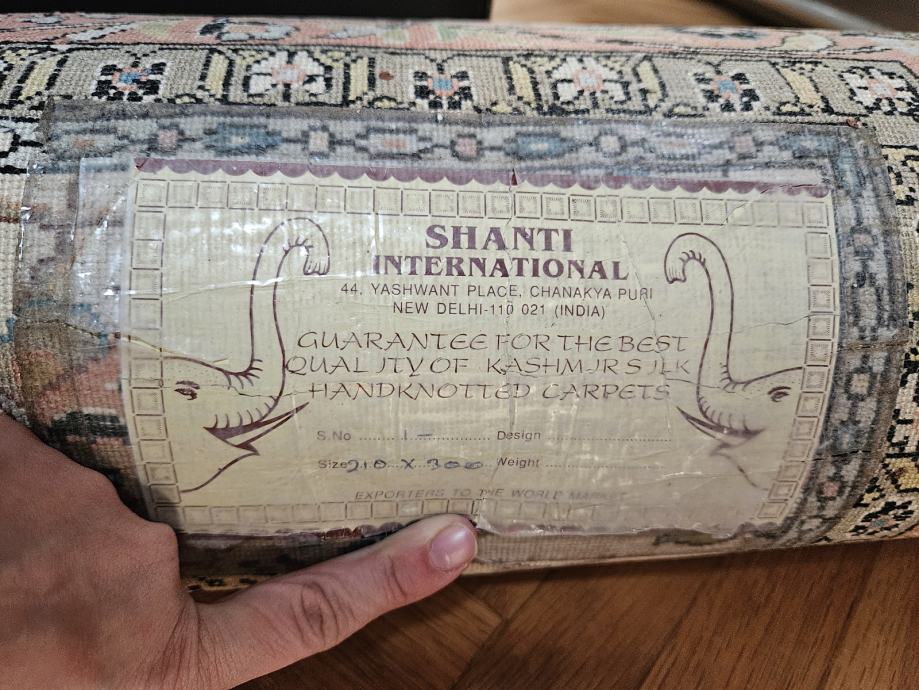 SHANTI
INTERNATIONAL
44, YASHWANT PLACE, CHANAKYA PURI
NEW DELHI-110 021 (INDIA)
GUARANTEE FOR THE BEST
QUALITY OF KASHMIR SILK
HANDKNOTTED CARPETS
S.No ........1-............. Design ..........................
Size 210 X 300 Weight ..........................
EXPORTERS TO THE WORLD MARKET